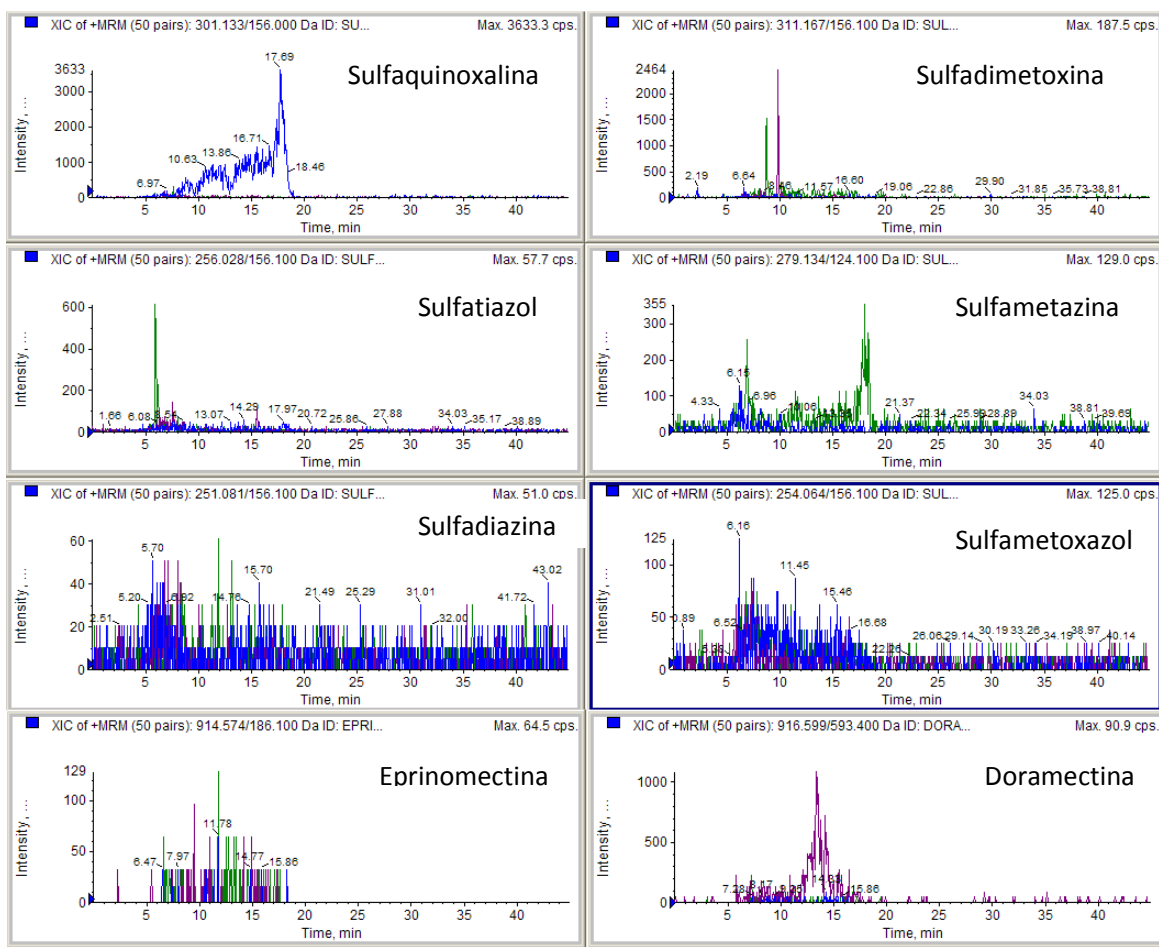 XIC of +MRM (50 pairs): 301.133/156.000 Da ID: SU... Max. 3633.3 cps.
Sulfaquinoxalina
Intensity, ...
3633
3000
2000
1000
0
6.97
10.63
13.86
16.71
17.69
18.46
5 10 15 20 25 30 35 40
Time, min
XIC of +MRM (50 pairs): 311.167/156.100 Da ID: SUL... Max. 187.5 cps.
Sulfadimetoxina
Intensity, ...
2464
2000
1500
1000
500
0
2.19
6.64
8.46
11.57
16.60
19.06
22.86
29.90
31.85
35.73
38.81
5 10 15 20 25 30 35 40
Time, min
XIC of +MRM (50 pairs): 256.028/156.100 Da ID: SULF... Max. 57.7 cps.
Sulfatiazol
Intensity, ...
600
400
200
0
1.66
6.08
13.07
14.29
17.97
20.72
25.86
27.88
34.03
35.17
38.89
5 10 15 20 25 30 35 40
Time, min
XIC of +MRM (50 pairs): 279.134/124.100 Da ID: SUL... Max. 129.0 cps.
Sulfametazina
Intensity, ...
355
300
200
100
0
4.33
6.15
6.96
21.37
22.34
28.89
34.03
38.81
39.69
5 10 15 20 25 30 35 40
Time, min
XIC of +MRM (50 pairs): 251.081/156.100 Da ID: SULF... Max. 51.0 cps.
Sulfadiazina
Intensity, ...
60
40
20
0
2.51
5.20
5.70
14.76
15.70
21.49
25.29
31.01
32.00
41.72
43.02
5 10 15 20 25 30 35 40
Time, min
XIC of +MRM (50 pairs): 254.064/156.100 Da ID: SUL... Max. 125.0 cps.
Sulfametoxazol
Intensity, ...
125
100
50
0
0.89
6.16
6.52
11.45
15.46
16.68
22.26
26.06
29.14
30.19
33.26
34.19
38.97
40.14
5 10 15 20 25 30 35 40
Time, min
XIC of +MRM (50 pairs): 914.574/186.100 Da ID: EPRI... Max. 64.5 cps.
Eprinomectina
Intensity, ...
129
100
50
0
6.47
7.97
11.78
14.77
15.86
5 10 15 20 25 30 35 40
Time, min
XIC of +MRM (50 pairs): 916.599/593.400 Da ID: DORA... Max. 90.9 cps.
Doramectina
Intensity, ...
1000
500
0
7.28
8.17
14.33
15.86
5 10 15 20 25 30 35 40
Time, min